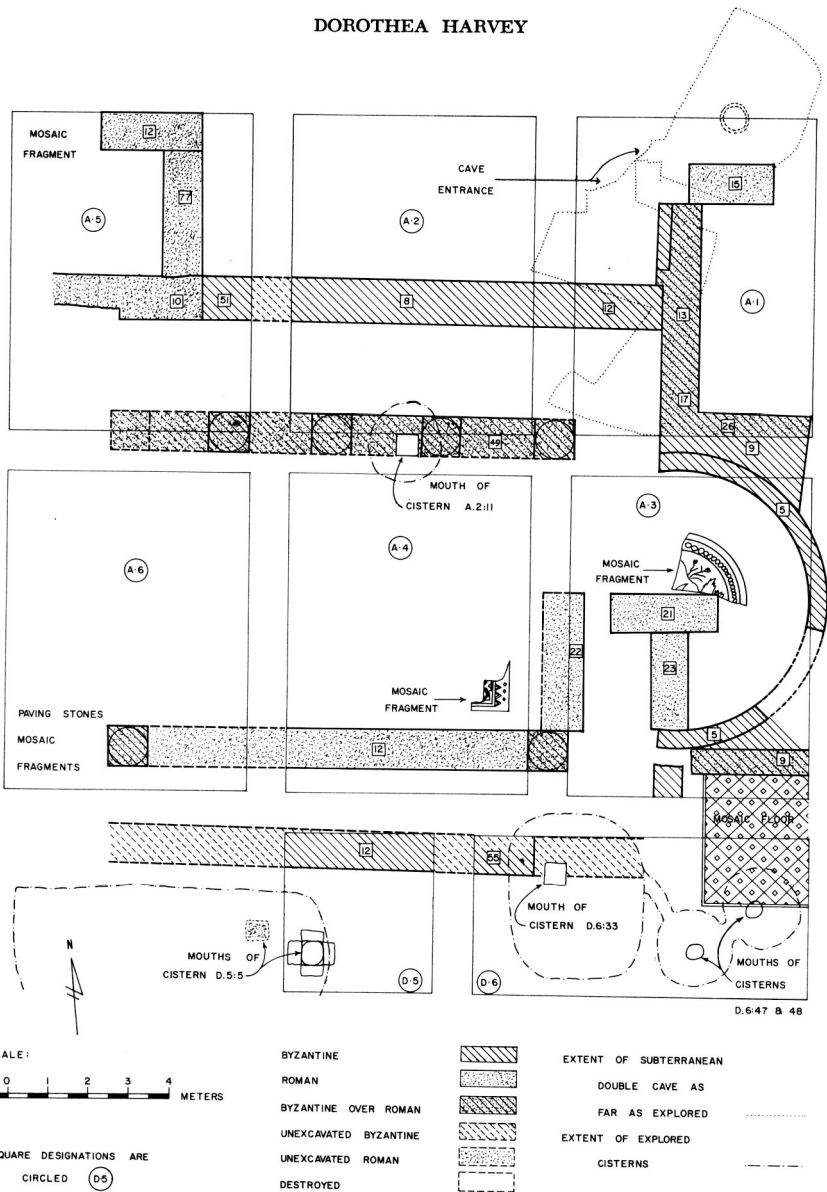 DOROTHEA HARVEY
MOSAIC
FRAGMENT
12
77
A·5
10
51
A·2
8
12
CAVE
ENTRANCE
15
A·1
13
17
26
9
49
MOUTH OF
CISTERN A.2:11
A·3
5
MOSAIC
FRAGMENT
A·6
A·4
21
22
23
MOSAIC
FRAGMENT
PAVING STONES
MOSAIC
FRAGMENTS
12
5
9
MOSAIC FLOOR
12
55
MOUTH OF
CISTERN D.6:33
N
MOUTHS OF
CISTERN D.5:5
D·5
D·6
MOUTHS OF
CISTERNS
D.6:47 & 48
ALE:
0 1 2 3 4
METERS
QUARE DESIGNATIONS ARE
CIRCLED D·5
BYZANTINE
ROMAN
BYZANTINE OVER ROMAN
UNEXCAVATED BYZANTINE
UNEXCAVATED ROMAN
DESTROYED
EXTENT OF SUBTERRANEAN
DOUBLE CAVE AS
FAR AS EXPLORED
EXTENT OF EXPLORED
CISTERNS